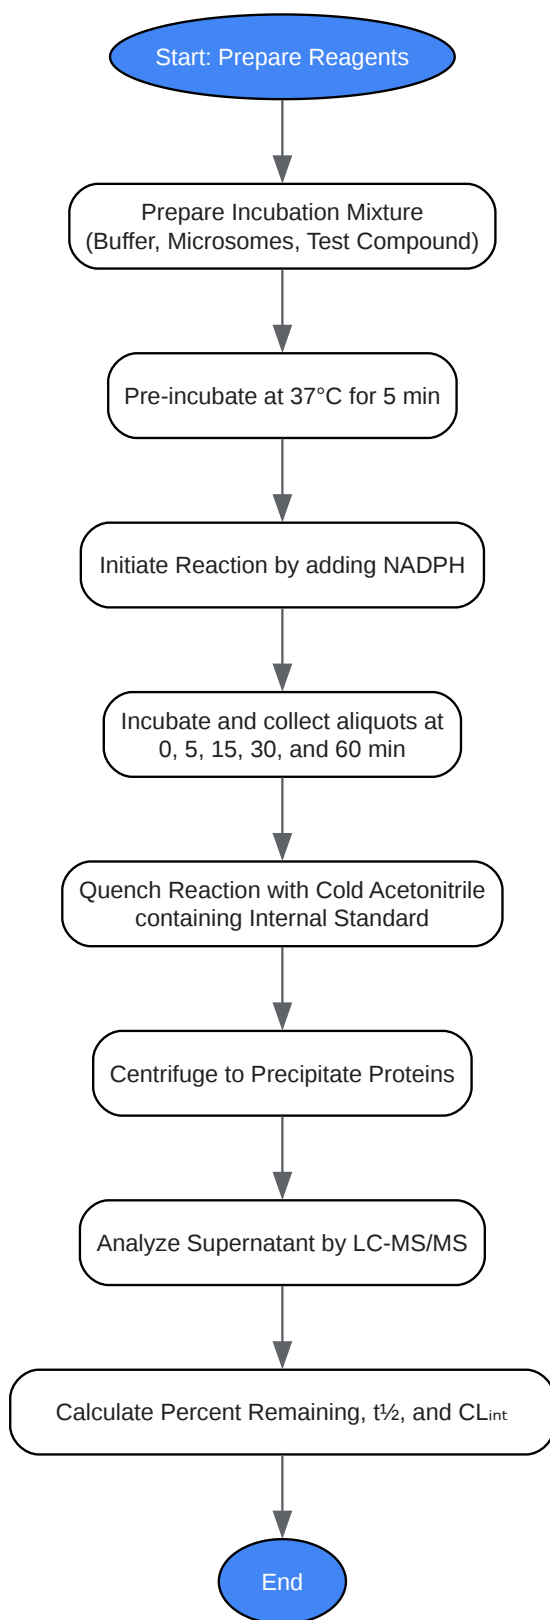 Start: Prepare Reagents
Prepare Incubation Mixture
(Buffer, Microsomes, Test Compound)
Pre-incubate at 37°C for 5 min
Initiate Reaction by adding NADPH
Incubate and collect aliquots at
0, 5, 15, 30, and 60 min
Quench Reaction with Cold Acetonitrile
containing Internal Standard
Centrifuge to Precipitate Proteins
Analyze Supernatant by LC-MS/MS
Calculate Percent Remaining, t½, and CLᵢₙₜ
End